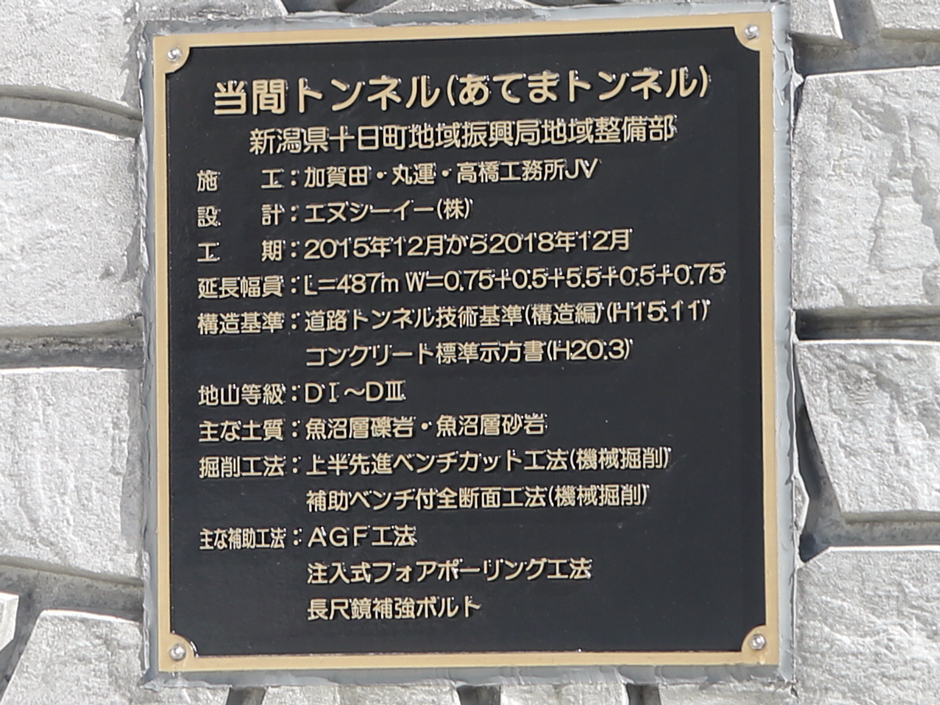 当間トンネル(あてまトンネル)
新潟県十日町地域振興局地域整備部
施　工：加賀田・丸運・高橋工務所JV
設　計：エヌシーイー(株)
工　期：2015年12月から2018年12月
延長幅員：L=487m W=0.75+0.5+5.5+0.5+0.75
構造基準：道路トンネル技術基準(構造編)(H15.11)
コンクリート標準示方書(H20.3)
地山等級：DⅠ～DⅢ
主な土質：魚沼層礫岩・魚沼層砂岩
掘削工法：上半先進ベンチカット工法(機械掘削)
補助ベンチ付全断面工法(機械掘削)
主な補助工法：AGF工法
注入式フォアポーリング工法
長尺鏡補強ボルト